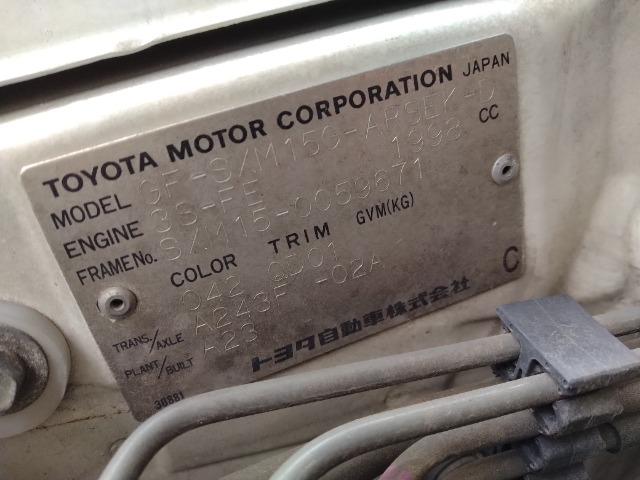 TOYOTA MOTOR CORPORATION JAPAN
MODEL GF-SXM15G-AP9EK-D
ENGINE 3S-FE 1998 CC
FRAME No. SXM15-0059671
COLOR TRIM GVM(KG)
042 QD01
TRANS./AXLE A243F -02A
PLANT/BUILT A23
C
トヨタ自動車株式会社
30881